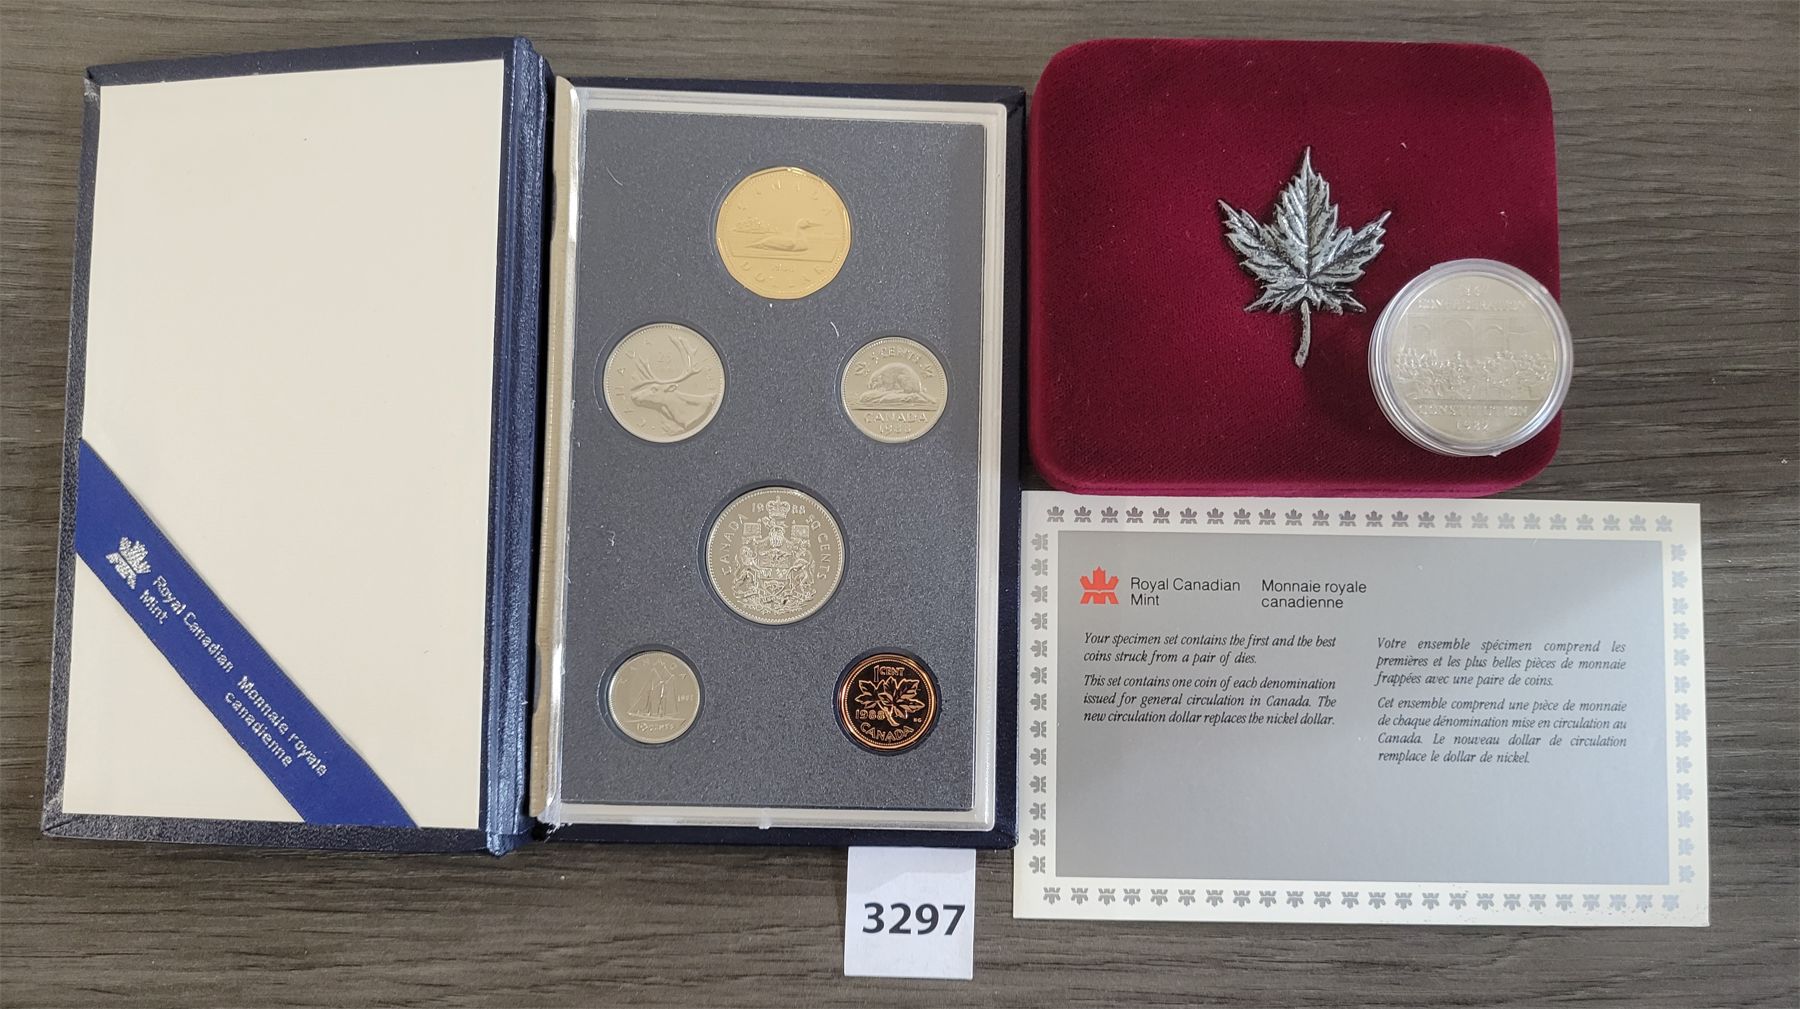 Royal Canadian
Mint
Monnaie royale
canadienne
CANADA
DOLLAR
CANADA
5 CENTS
CANADA
1988
CANADA 1988 50 CENTS
CANADA
10 CENTS
1 CENT
1988
CANADA
CONFEDERATION
CONSTITUTION
Royal Canadian
Mint
Monnaie royale
canadienne
Your specimen set contains the first and the best
coins struck from a pair of dies.
This set contains one coin of each denomination
issued for general circulation in Canada. The
new circulation dollar replaces the nickel dollar.
Votre ensemble spécimen comprend les
premières et les plus belles pièces de monnaie
frappées avec une paire de coins.
Cet ensemble comprend une pièce de monnaie
de chaque dénomination mise en circulation au
Canada. Le nouveau dollar de circulation
remplace le dollar de nickel.
3297